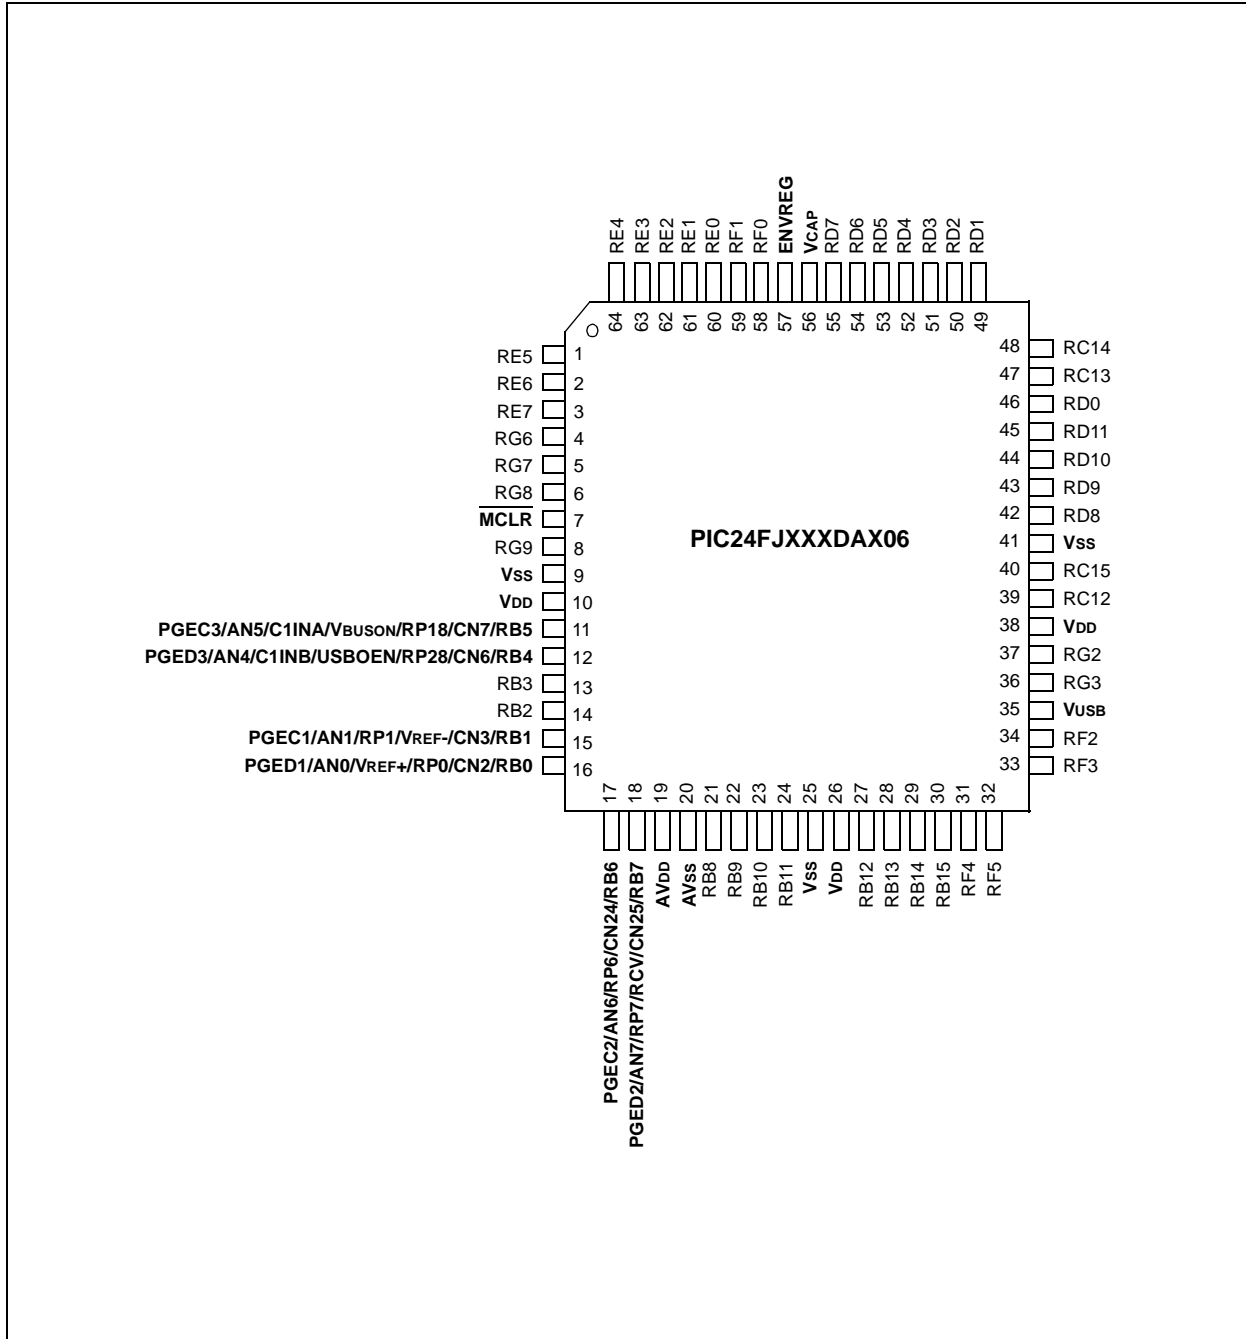 RE4
RE3
RE2
RE1
RE0
RF1
RF0
ENVREG
VCAP
RD7
RD6
RD5
RD4
RD3
RD2
RD1
64
63
62
61
60
59
58
57
56
55
54
53
52
51
50
49
RE5 1
RE6 2
RE7 3
RG6 4
RG7 5
RG8 6
MCLR 7
RG9 8
VSS 9
VDD 10
PGEC3/AN5/C1INA/VBUSON/RP18/CN7/RB5 11
PGED3/AN4/C1INB/USBOEN/RP28/CN6/RB4 12
RB3 13
RB2 14
PGEC1/AN1/RP1/VREF-/CN3/RB1 15
PGED1/AN0/VREF+/RP0/CN2/RB0 16
PIC24FJXXXDAX06
48 RC14
47 RC13
46 RD0
45 RD11
44 RD10
43 RD9
42 RD8
41 VSS
40 RC15
39 RC12
38 VDD
37 RG2
36 RG3
35 VUSB
34 RF2
33 RF3
17
18
19
20
21
22
23
24
25
26
27
28
29
30
31
32
PGEC2/AN6/RP6/CN24/RB6
PGED2/AN7/RP7/RCV/CN25/RB7
AVDD
AVSS
RB8
RB9
RB10
RB11
VSS
VDD
RB12
RB13
RB14
RB15
RF4
RF5